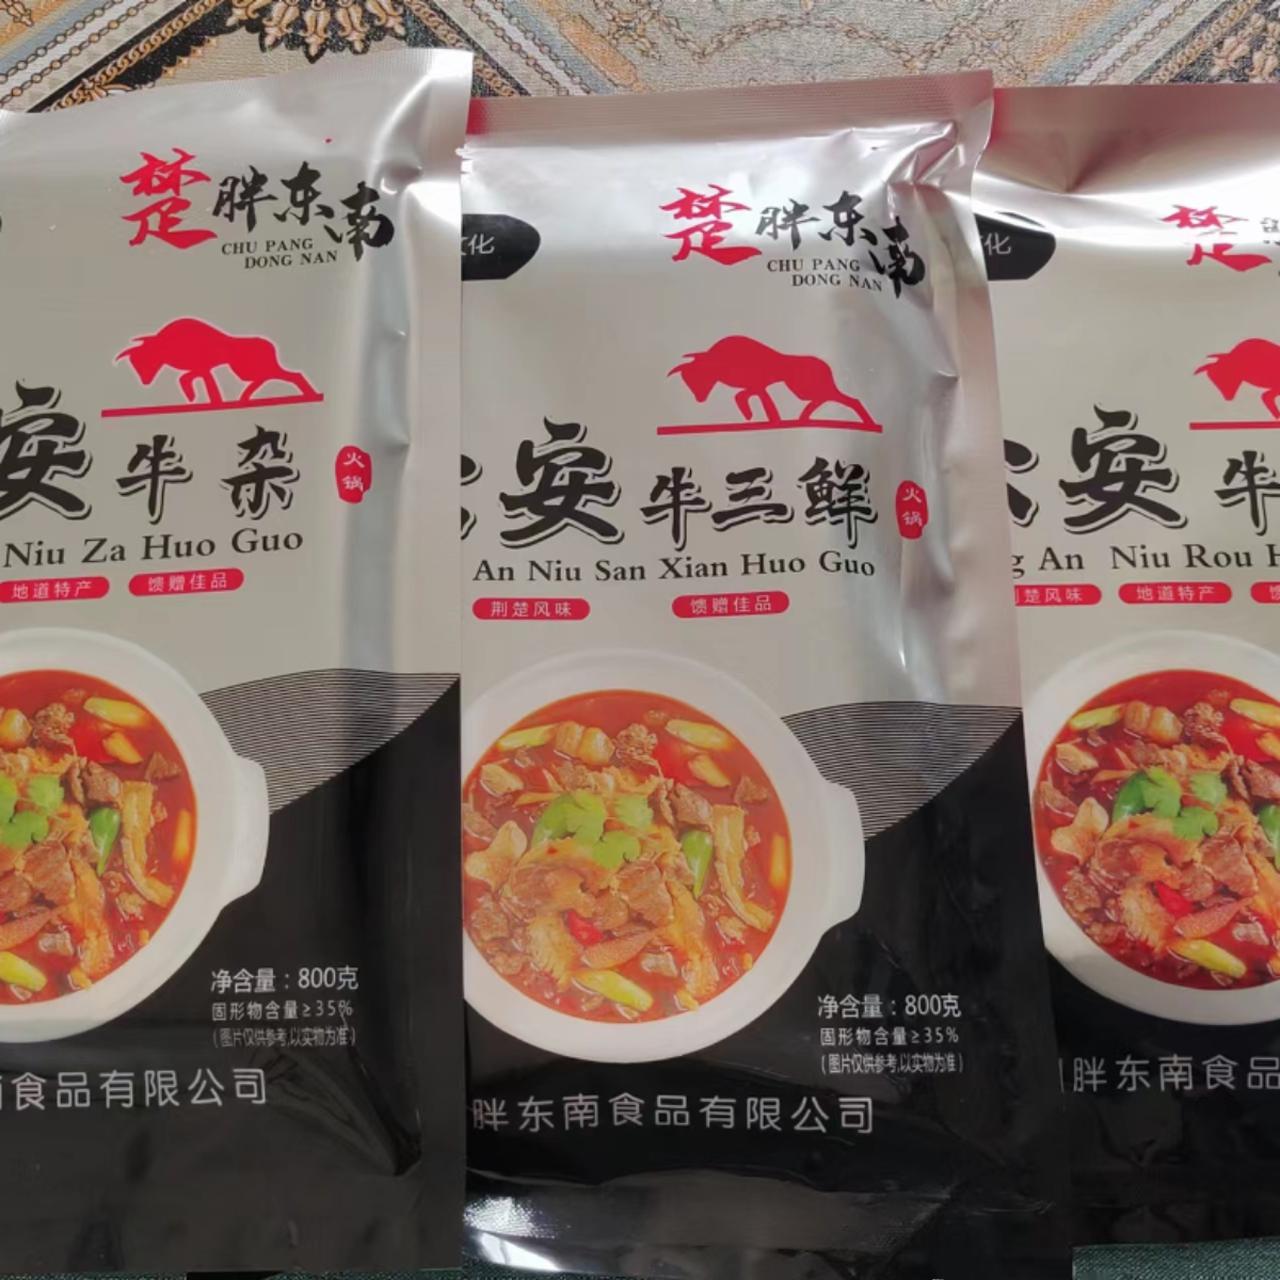 楚胖东南
CHU PANG
DONG NAN
安牛杂
火锅
Niu Za Huo Guo
地道特产
馈赠佳品
净含量：800克
固形物含量≥35%
（图片仅供参考,以实物为准）
南食品有限公司
化
楚胖东南
CHU PANG
DONG NAN
安牛三鲜
火锅
An Niu San Xian Huo Guo
荆楚风味
馈赠佳品
净含量：800克
固形物含量≥35%
（图片仅供参考,以实物为准）
胖东南食品有限公司
化
楚
安牛
g An Niu Rou H
荆楚风味
地道特产
胖东南食品